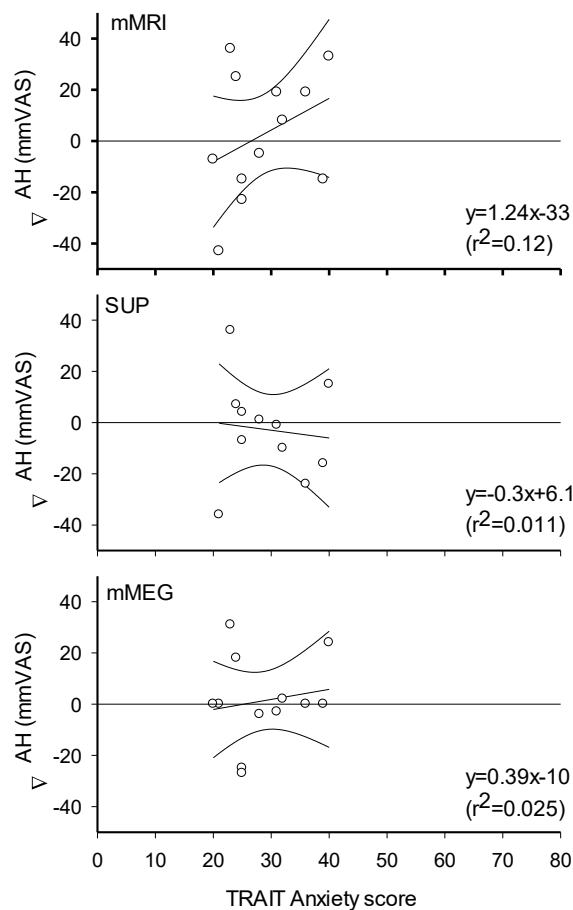 mMRI
40
20
0
-20
-40
∇ AH (mmVAS)
y=1.24x-33
(r²=0.12)
SUP
40
20
0
-20
-40
∇ AH (mmVAS)
y=-0.3x+6.1
(r²=0.011)
mMEG
40
20
0
-20
-40
∇ AH (mmVAS)
y=0.39x-10
(r²=0.025)
0 10 20 30 40 50 60 70 80
TRAIT Anxiety score